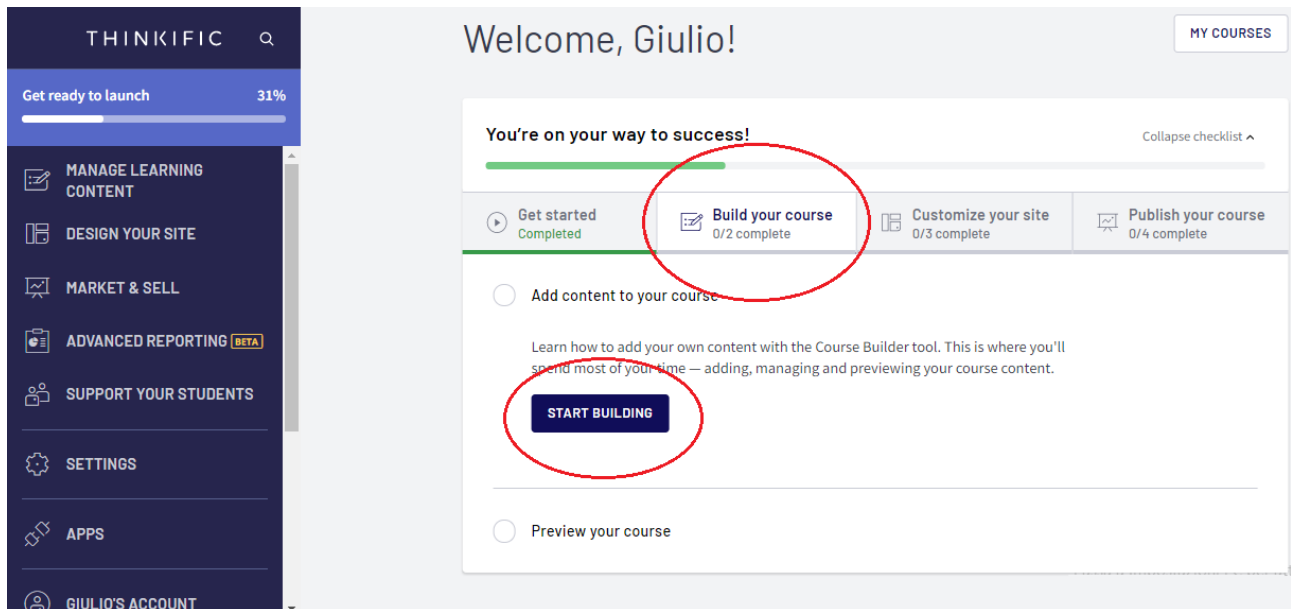 THINKIFIC
Get ready to launch 31%
MANAGE LEARNING
CONTENT
DESIGN YOUR SITE
MARKET & SELL
ADVANCED REPORTING BETA
SUPPORT YOUR STUDENTS
SETTINGS
APPS
GIULIO'S ACCOUNT
Welcome, Giulio!
MY COURSES
You're on your way to success!
Collapse checklist
Get started
Completed
Build your course
0/2 complete
Customize your site
0/3 complete
Publish your course
0/4 complete
Add content to your course
Learn how to add your own content with the Course Builder tool. This is where you'll
spend most of your time — adding, managing and previewing your course content.
START BUILDING
Preview your course